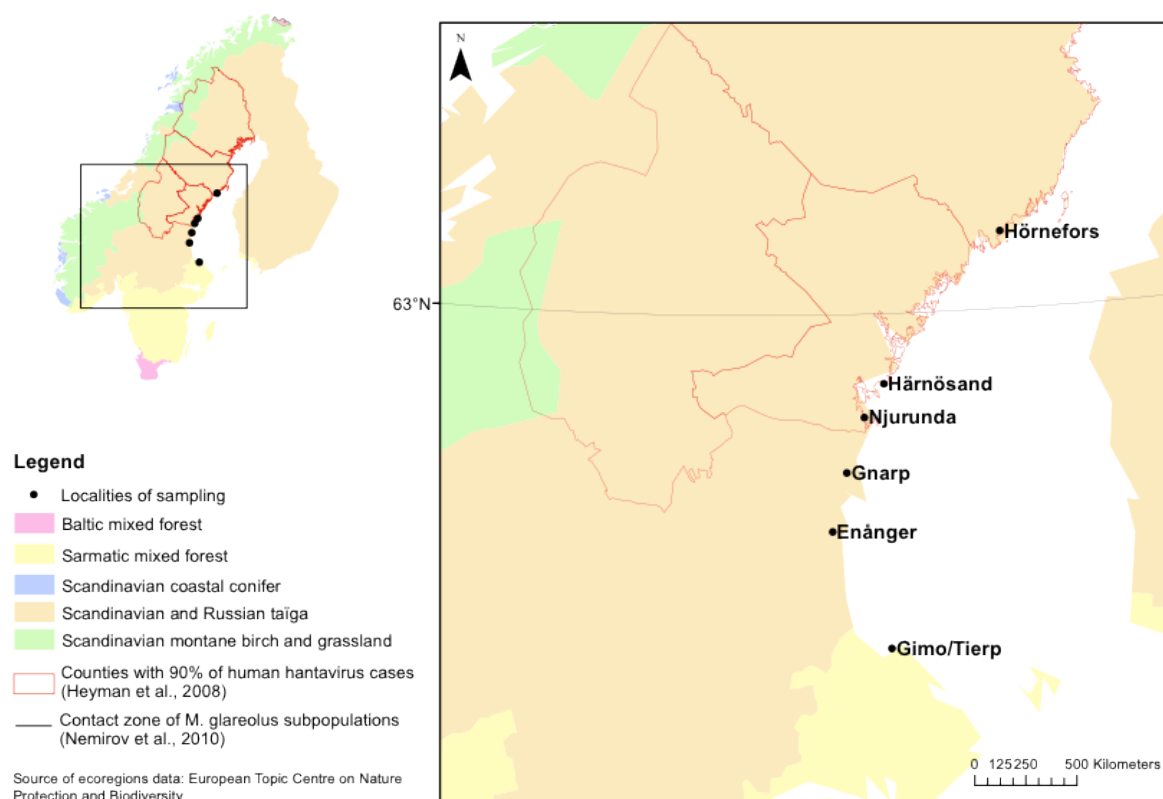 N
63°N
Hörnefors
Härnösand
Njurunda
Gnarp
Enånger
Gimo/Tierp
0 125 250 500 Kilometers
Legend
Localities of sampling
Baltic mixed forest
Sarmatic mixed forest
Scandinavian coastal conifer
Scandinavian and Russian taïga
Scandinavian montane birch and grassland
Counties with 90% of human hantavirus cases
(Heyman et al., 2008)
Contact zone of M. glareolus subpopulations
(Nemirov et al., 2010)
Source of ecoregions data: European Topic Centre on Nature
Protection and Biodiversity